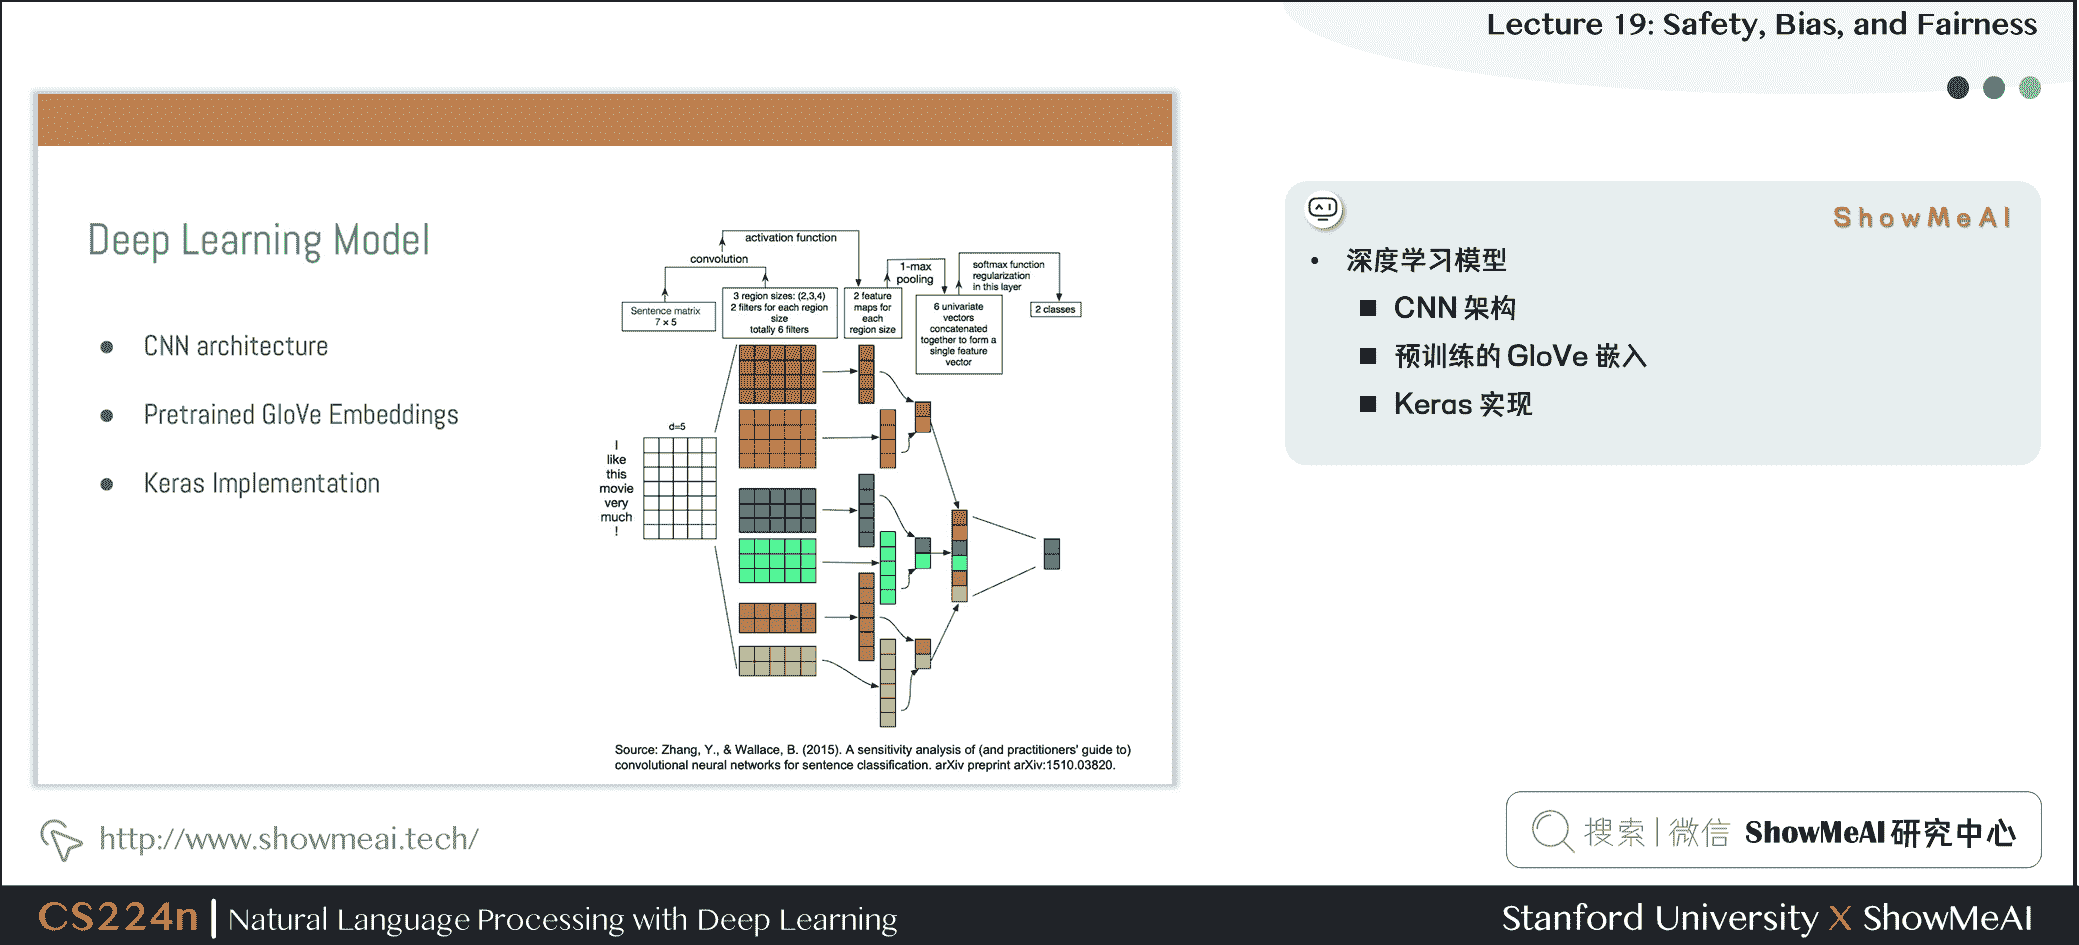 Lecture 19: Safety, Bias, and Fairness
Deep Learning Model
CNN architecture
Pretrained GloVe Embeddings
Keras Implementation
activation function
convolution
1-max
pooling
softmax function
regularization
in this layer
Sentence matrix
7 × 5
3 region sizes: (2,3,4)
2 filters for each region
size
totally 6 filters
2 feature
maps for
each
region size
6 univariate
vectors
concatenated
together to form a
single feature
vector
2 classes
d=5
I
like
this
movie
very
much
!
Source: Zhang, Y., & Wallace, B. (2015). A sensitivity analysis of (and practitioners' guide to)
convolutional neural networks for sentence classification. arXiv preprint arXiv:1510.03820.
ShowMeAI
深度学习模型
CNN 架构
预训练的 GloVe 嵌入
Keras 实现
http://www.showmeai.tech/
搜索 | 微信 ShowMeAI 研究中心
CS224n | Natural Language Processing with Deep Learning
Stanford University X ShowMeAI